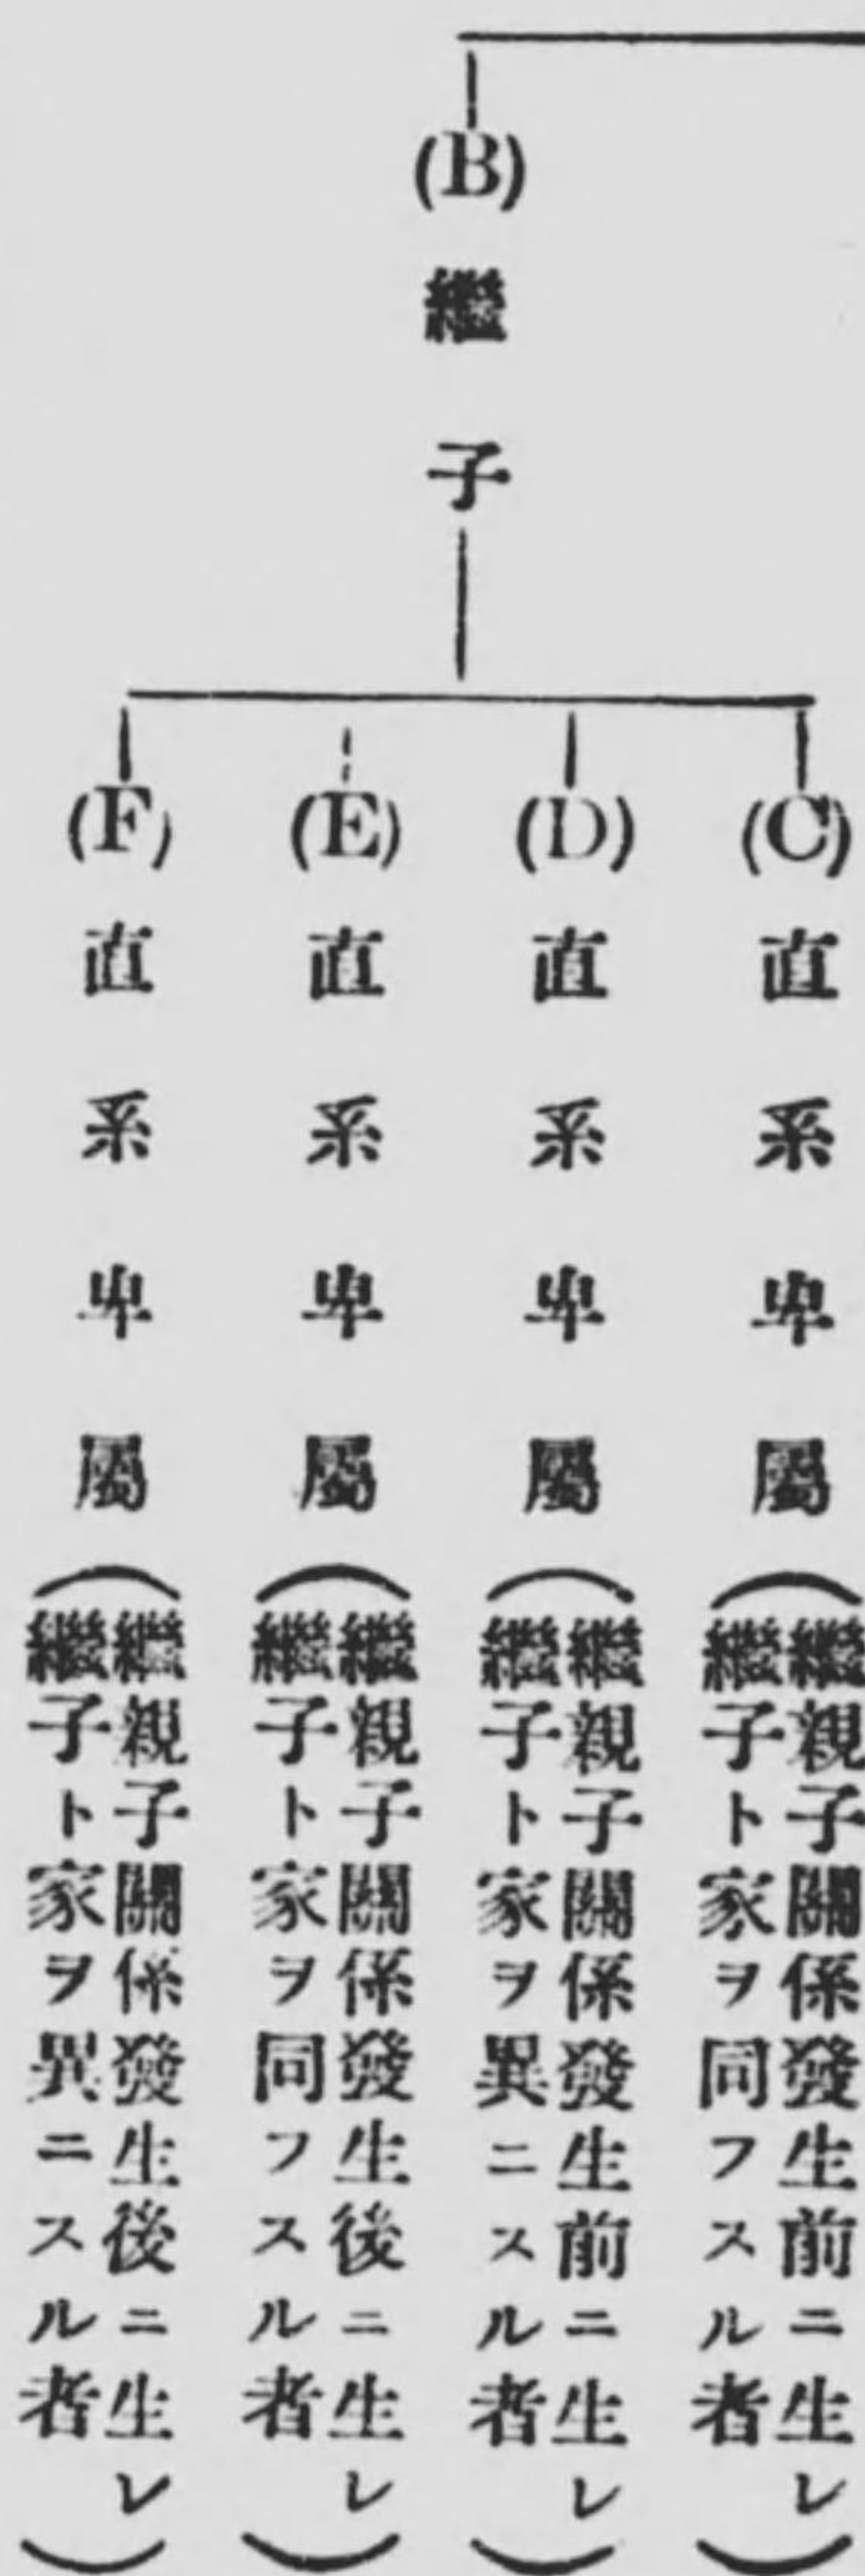 (B)繼子
(C)直系卑屬(繼親子關係發生前ニ生レ
繼子ト家ヲ同フスル者)
(D)直系卑屬(繼親子關係發生前ニ生レ
繼子ト家ヲ異ニスル者)
(E)直系卑屬(繼親子關係發生後ニ生レ
繼子ト家ヲ同フスル者)
(F)直系卑屬(繼親子關係發生後ニ生レ
繼子ト家ヲ異ニスル者)